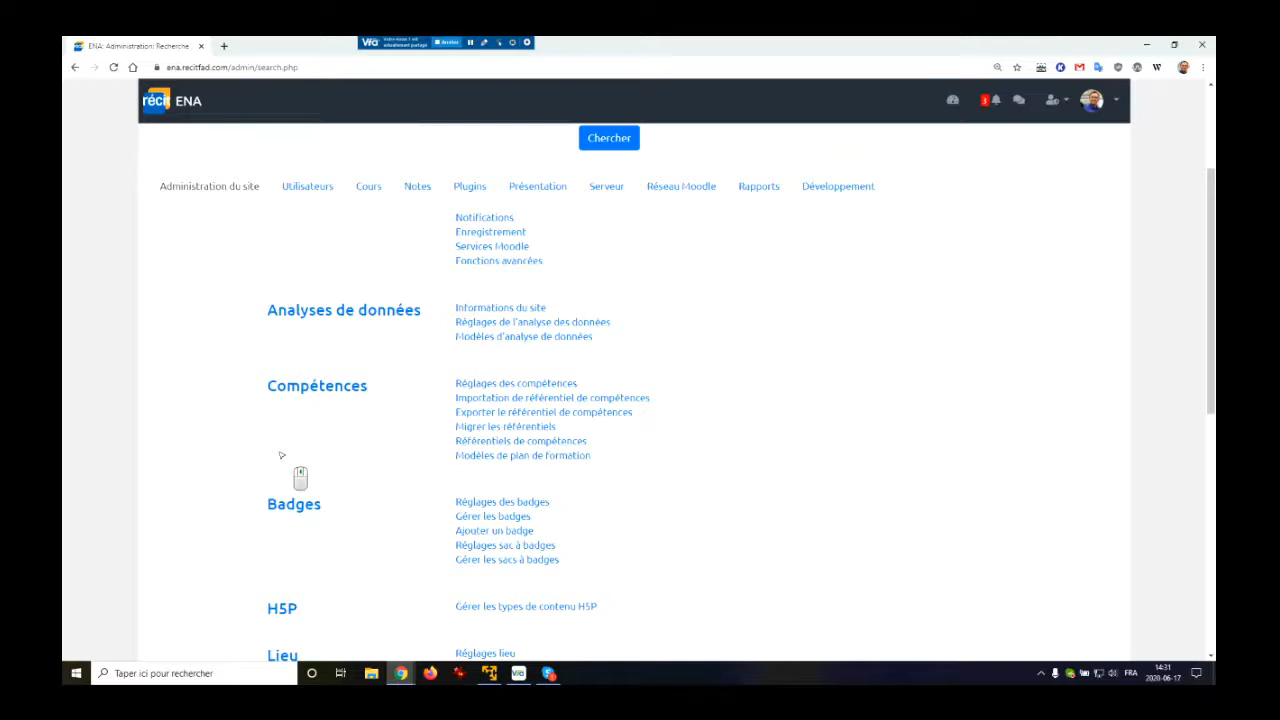 ENA: Administration: Recherche
Via
Arrêter
ena.recitfad.com/admin/search.php
récit ENA
3
Chercher
Administration du site Utilisateurs Cours Notes Plugins Présentation Serveur Réseau Moodle Rapports Développement
Notifications
Enregistrement
Services Moodle
Fonctions avancées
Analyses de données
Informations du site
Réglages de l'analyse des données
Modèles d'analyse de données
Compétences
Réglages des compétences
Importation de référentiel de compétences
Exporter le référentiel de compétences
Migrer les référentiels
Référentiels de compétences
Modèles de plan de formation
Badges
Réglages des badges
Gérer les badges
Ajouter un badge
Réglages sac à badges
Gérer les sacs à badges
H5P
Gérer les types de contenu H5P
Lieu
Réglages lieu
Taper ici pour rechercher
Via
FRA
14:31
2020-06-17